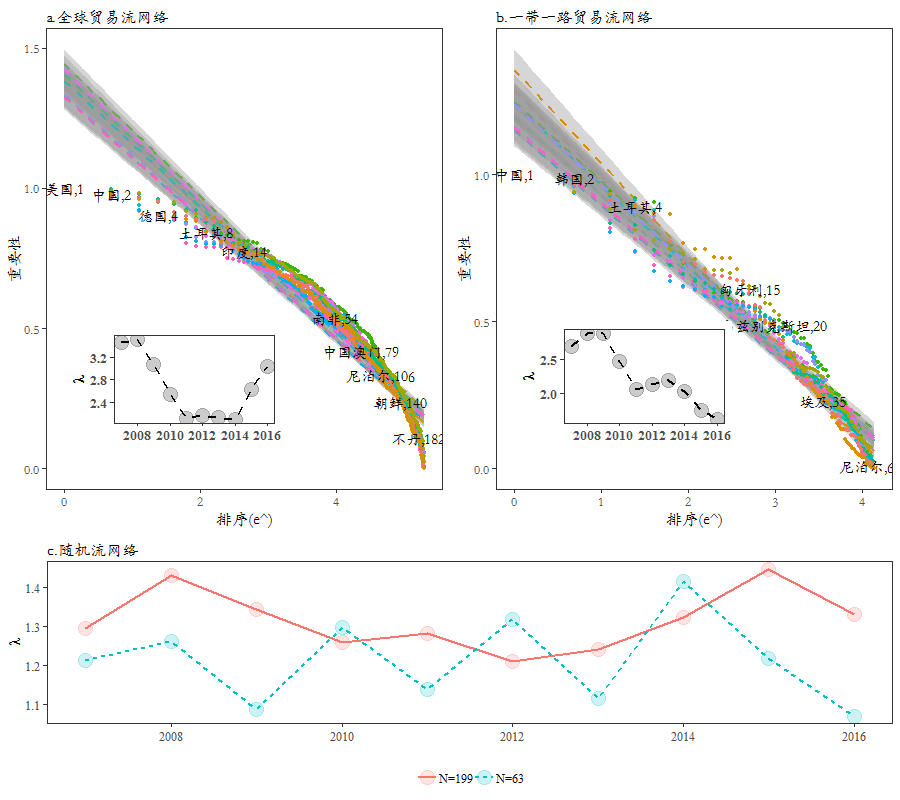 a.全球贸易流网络
b.一带一路贸易流网络
1.5
1.0
0.5
0.0
重要性
美国,1
中国,2
德国,4
土耳其,8
印度,14
南非,54
中国澳门,79
尼泊尔,106
朝鲜,140
不丹,182
3.2
2.8
2.4
λ
2008 2010 2012 2014 2016
0 2 4
排序(e^)
1.0
0.5
0.0
重要性
中国,1
韩国,2
土耳其,4
匈牙利,15
兹别克斯坦,20
埃及,35
尼泊尔,6
2.5
2.0
λ
2008 2010 2012 2014 2016
0 1 2 3 4
排序(e^)
c.随机流网络
1.4
1.3
1.2
1.1
λ
2008 2010 2012 2014 2016
N=199 N=63